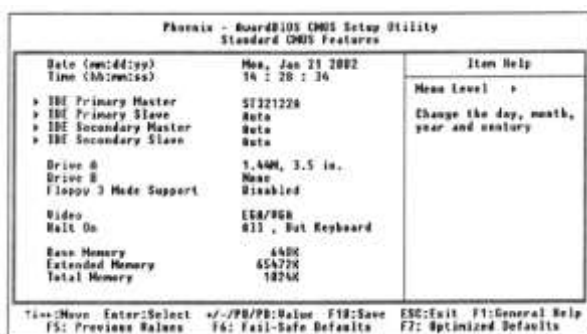 Phoenix - AwardBIOS CMOS Setup Utility
Standard CMOS Features
Date (mm:dd:yy) Mon, Jan 21 2002
Time (hh:mm:ss) 14 : 28 : 34
IDE Primary Master ST32122A
IDE Primary Slave Auto
IDE Secondary Master Auto
IDE Secondary Slave Auto
Drive A 1.44M, 3.5 in.
Drive B None
Floppy 3 Mode Support Disabled
Video EGA/VGA
Halt On All , But Keyboard
Base Memory 640K
Extended Memory 65472K
Total Memory 1024K
Item Help
Menu Level ▸
Change the day, month,
year and century
↑↓→←:Move Enter:Select +/-/PU/PD:Value F10:Save ESC:Exit F1:General Help
F5: Previous Values F6: Fail-Safe Defaults F7: Optimized Defaults